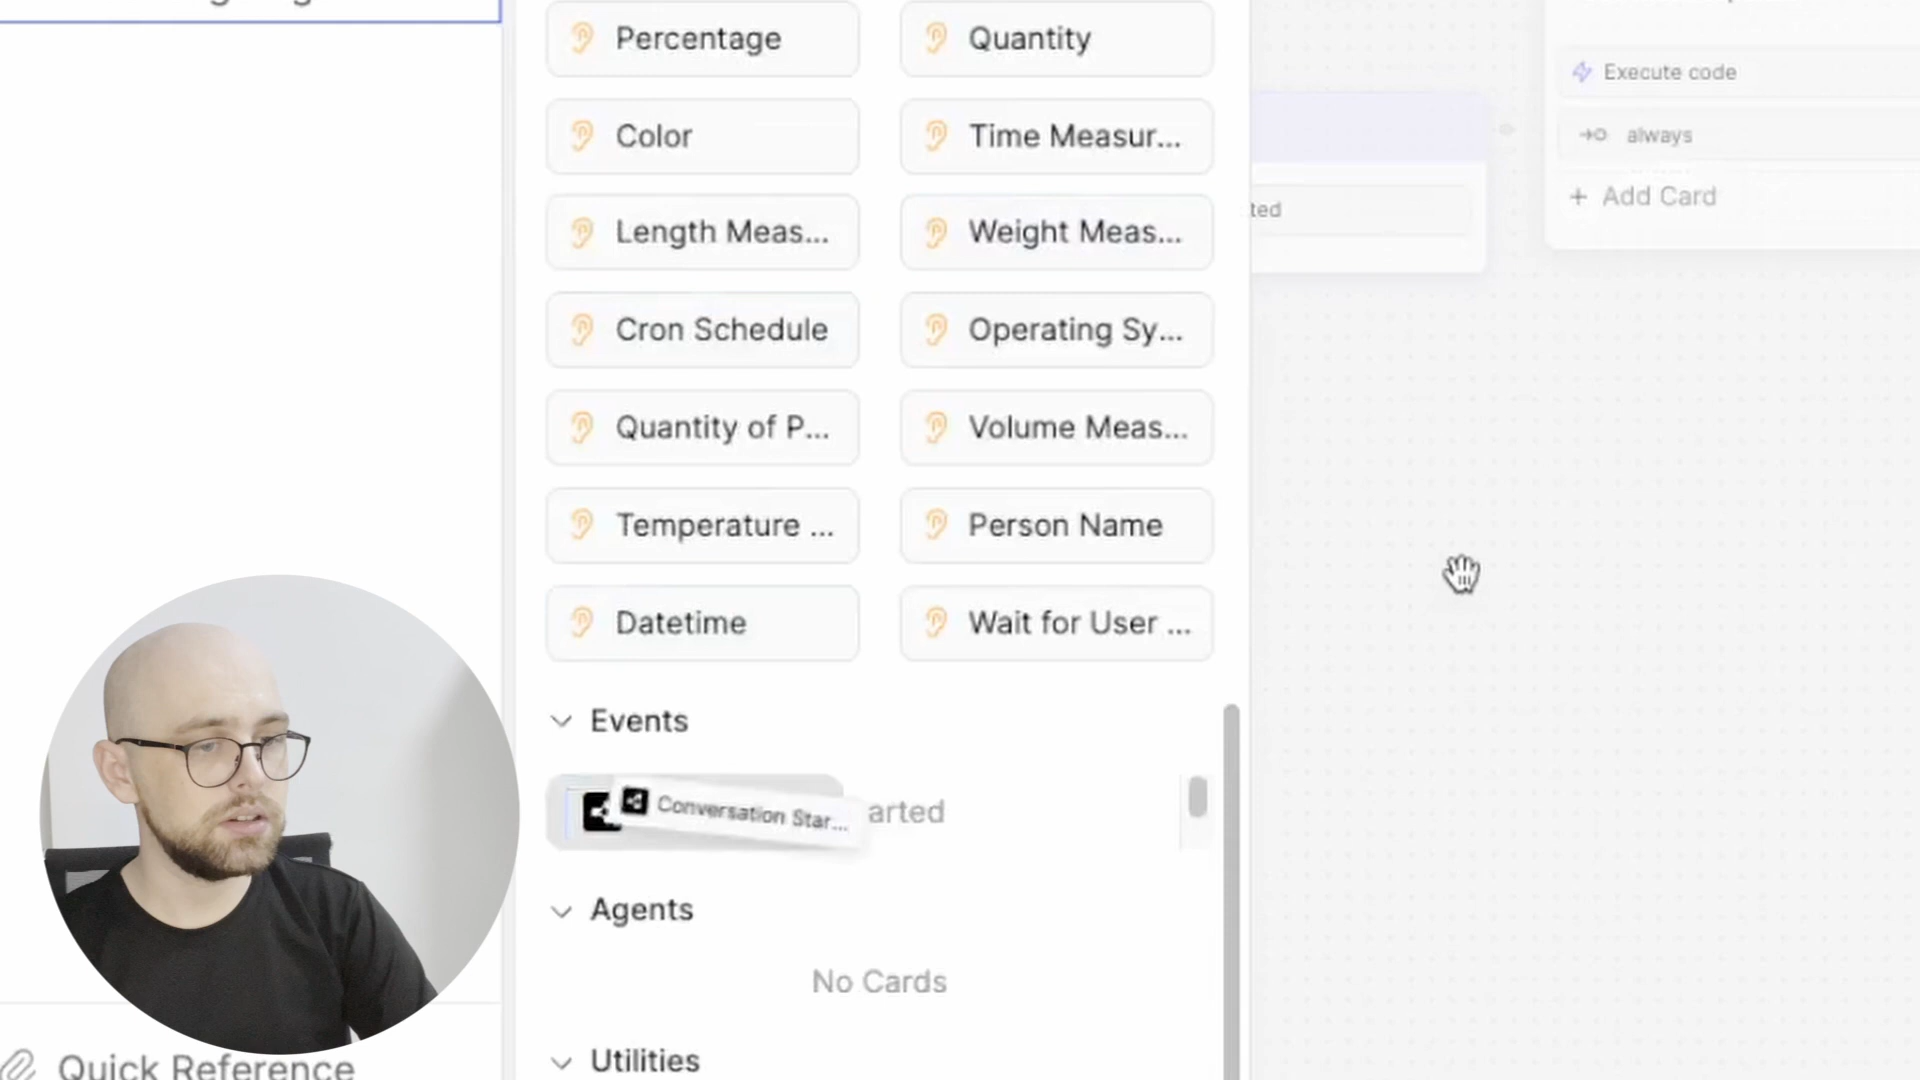 Percentage
Quantity
Execute code
Color
Time Measur...
always
Length Meas...
Weight Meas...
ted
+ Add Card
Cron Schedule
Operating Sy...
Quantity of P...
Volume Meas...
Temperature ...
Person Name
Datetime
Wait for User ...
Events
Conversation Star...
arted
Agents
No Cards
Utilities
Quick Reference